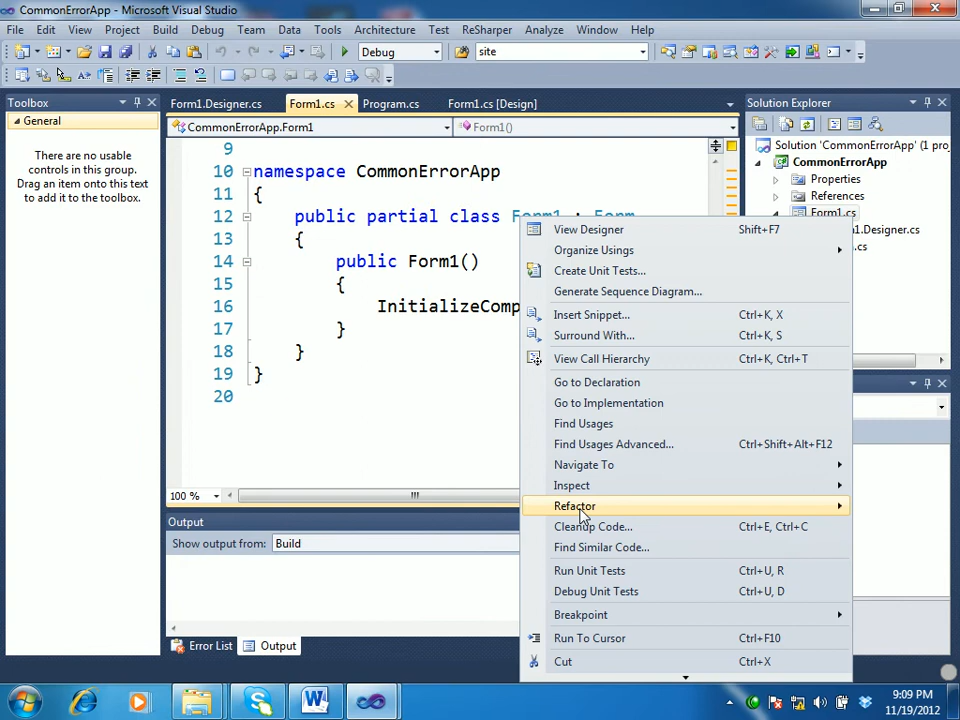 CommonErrorApp - Microsoft Visual Studio
File Edit View Project Build Debug Team Data Tools Architecture Test ReSharper Analyze Window Help
Debug site
Toolbox
General
There are no usable
controls in this group.
Drag an item onto this text
to add it to the toolbox.
Form1.Designer.cs Form1.cs Program.cs Form1.cs [Design]
CommonErrorApp.Form1 Form1()
9
10 namespace CommonErrorApp
11 {
12 public partial class Form1 : Form
13 {
14 public Form1()
15 {
16 InitializeComp
17 }
18 }
19 }
20
100 %
Output
Show output from: Build
Error List Output
View Designer Shift+F7
Organize Usings
Create Unit Tests...
Generate Sequence Diagram...
Insert Snippet... Ctrl+K, X
Surround With... Ctrl+K, S
View Call Hierarchy Ctrl+K, Ctrl+T
Go to Declaration
Go to Implementation
Find Usages
Find Usages Advanced... Ctrl+Shift+Alt+F12
Navigate To
Inspect
Refactor
Cleanup Code... Ctrl+E, Ctrl+C
Find Similar Code...
Run Unit Tests Ctrl+U, R
Debug Unit Tests Ctrl+U, D
Breakpoint
Run To Cursor Ctrl+F10
Cut Ctrl+X
Solution Explorer
Solution 'CommonErrorApp' (1 proj
CommonErrorApp
Properties
References
Form1.cs
m1.Designer.cs
.cs
9:09 PM
11/19/2012